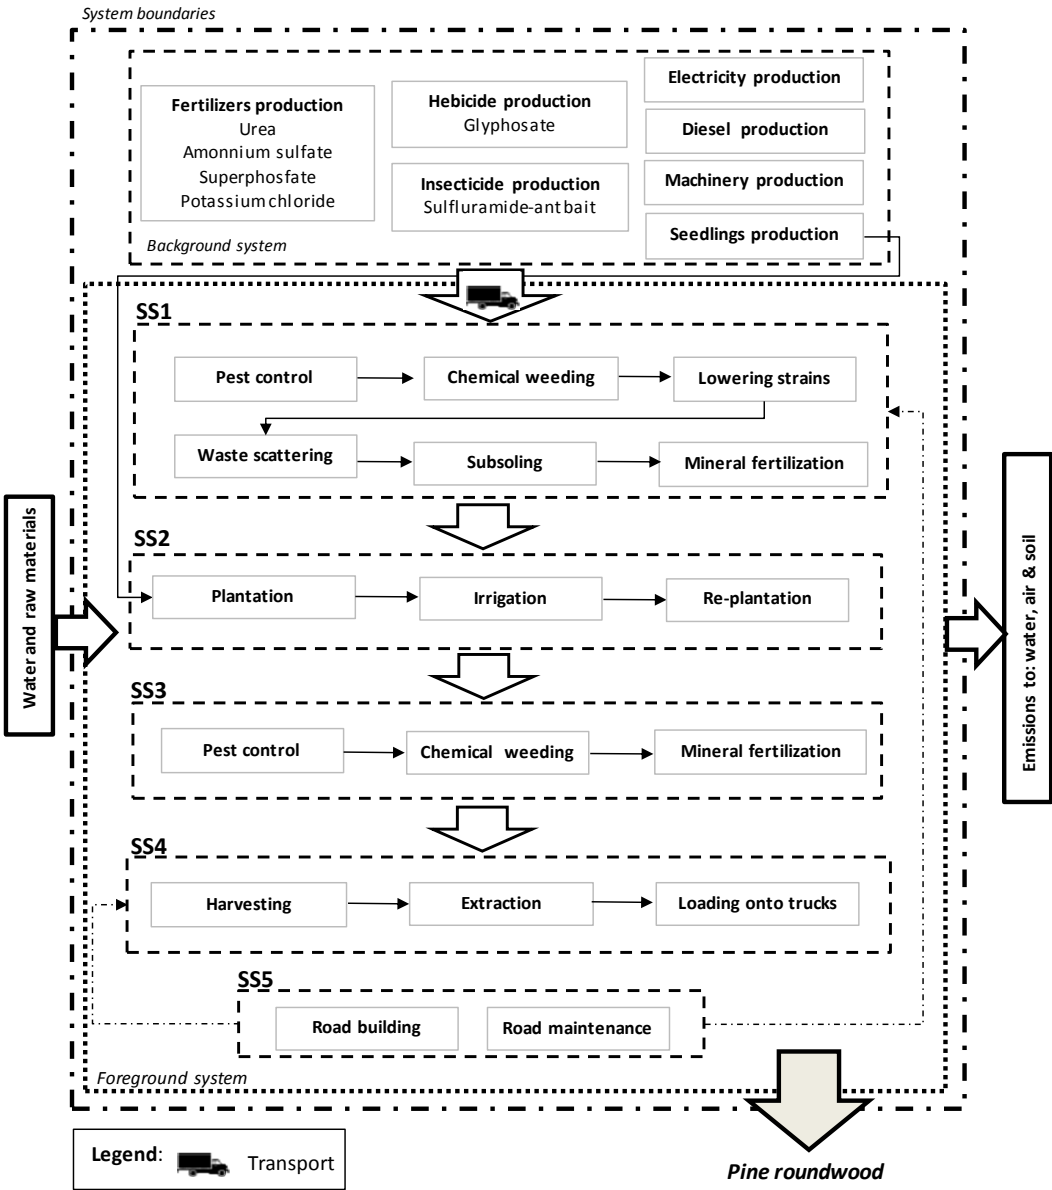 System boundaries
Fertilizers production
Urea
Amonnium sulfate
Superphosfate
Potassium chloride
Hebicide production
Glyphosate
Insecticide production
Sulfluramide-ant bait
Electricity production
Diesel production
Machinery production
Seedlings production
Background system
SS1
Pest control
Chemical weeding
Lowering strains
Waste scattering
Subsoling
Mineral fertilization
SS2
Plantation
Irrigation
Re-plantation
SS3
Pest control
Chemical weeding
Mineral fertilization
SS4
Harvesting
Extraction
Loading onto trucks
SS5
Road building
Road maintenance
Foreground system
Water and raw materials
Emissions to: water, air & soil
Legend: Transport
Pine roundwood